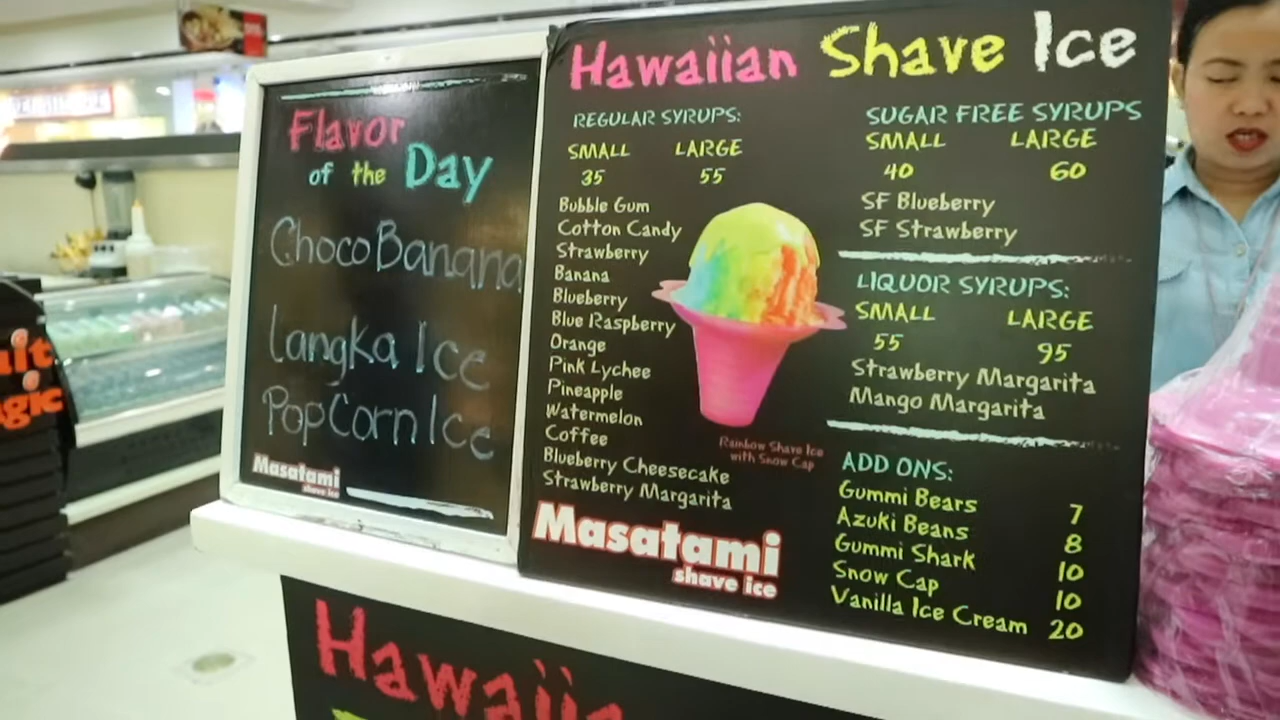 Flavor
of the Day
Choco Banana
Langka Ice
PopCorn Ice
Masatami
shave ice
Hawaiian Shave Ice
REGULAR SYRUPS:
SMALL LARGE
35 55
Bubble Gum
Cotton Candy
Strawberry
Banana
Blueberry
Blue Raspberry
Orange
Pink Lychee
Pineapple
Watermelon
Coffee
Blueberry Cheesecake
Strawberry Margarita
Rainbow Shave Ice
with Snow Cap
Masatami
shave ice
SUGAR FREE SYRUPS
SMALL LARGE
40 60
SF Blueberry
SF Strawberry
LIQUOR SYRUPS:
SMALL LARGE
55 95
Strawberry Margarita
Mango Margarita
ADD ONS:
Gummi Bears 7
Azuki Beans 8
Gummi Shark 10
Snow Cap 10
Vanilla Ice Cream 20